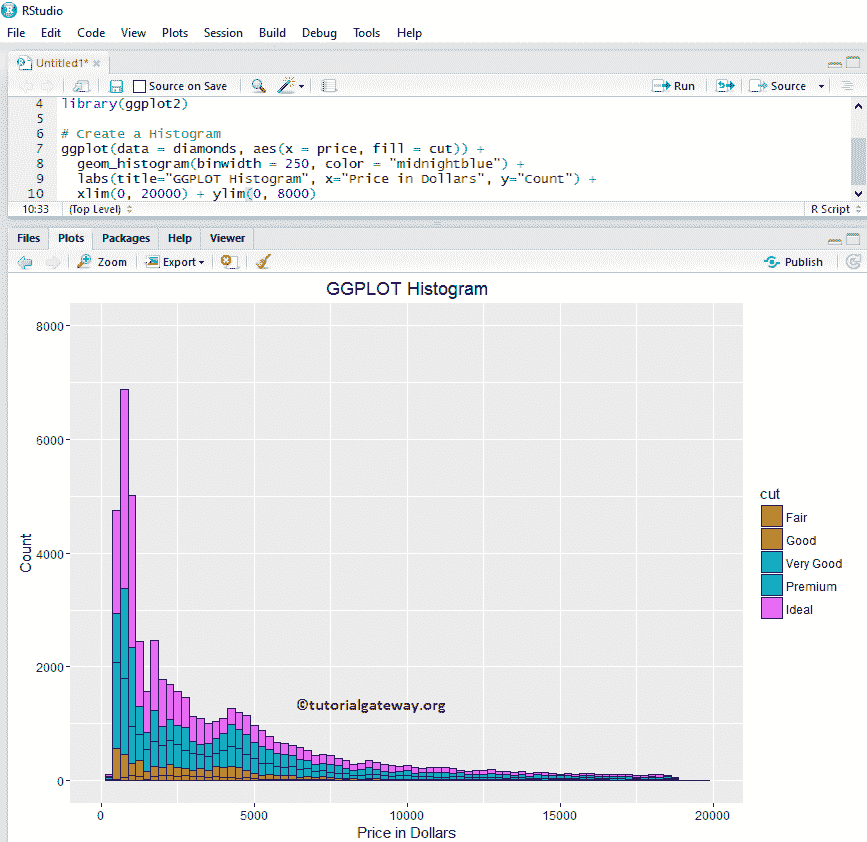 RStudio
File Edit Code View Plots Session Build Debug Tools Help
Untitled1*
Source on Save Run Source
4 library(ggplot2)
5
6 # Create a Histogram
7 ggplot(data = diamonds, aes(x = price, fill = cut)) +
8 geom_histogram(binwidth = 250, color = "midnightblue") +
9 labs(title="GGPLOT Histogram", x="Price in Dollars", y="Count") +
10 xlim(0, 20000) + ylim(0, 8000)
10:33 (Top Level) R Script
Files Plots Packages Help Viewer
Zoom Export Publish
GGPLOT Histogram
8000
6000
4000
2000
0
Count
cut
Fair
Good
Very Good
Premium
Ideal
©tutorialgateway.org
0 5000 10000 15000 20000
Price in Dollars